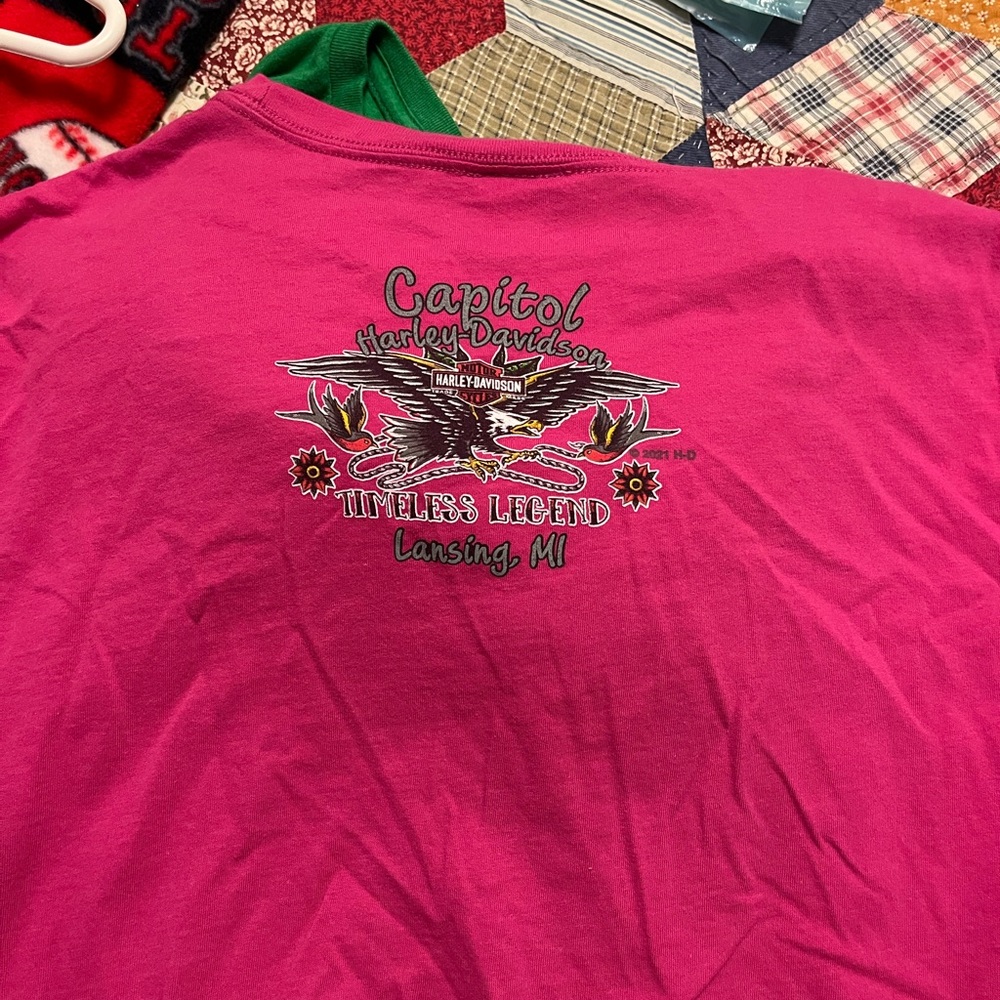 Capitol
Harley-Davidson
MOTOR
HARLEY-DAVIDSON
CYCLES
© 2021 H-D
TIMELESS LEGEND
Lansing, MI